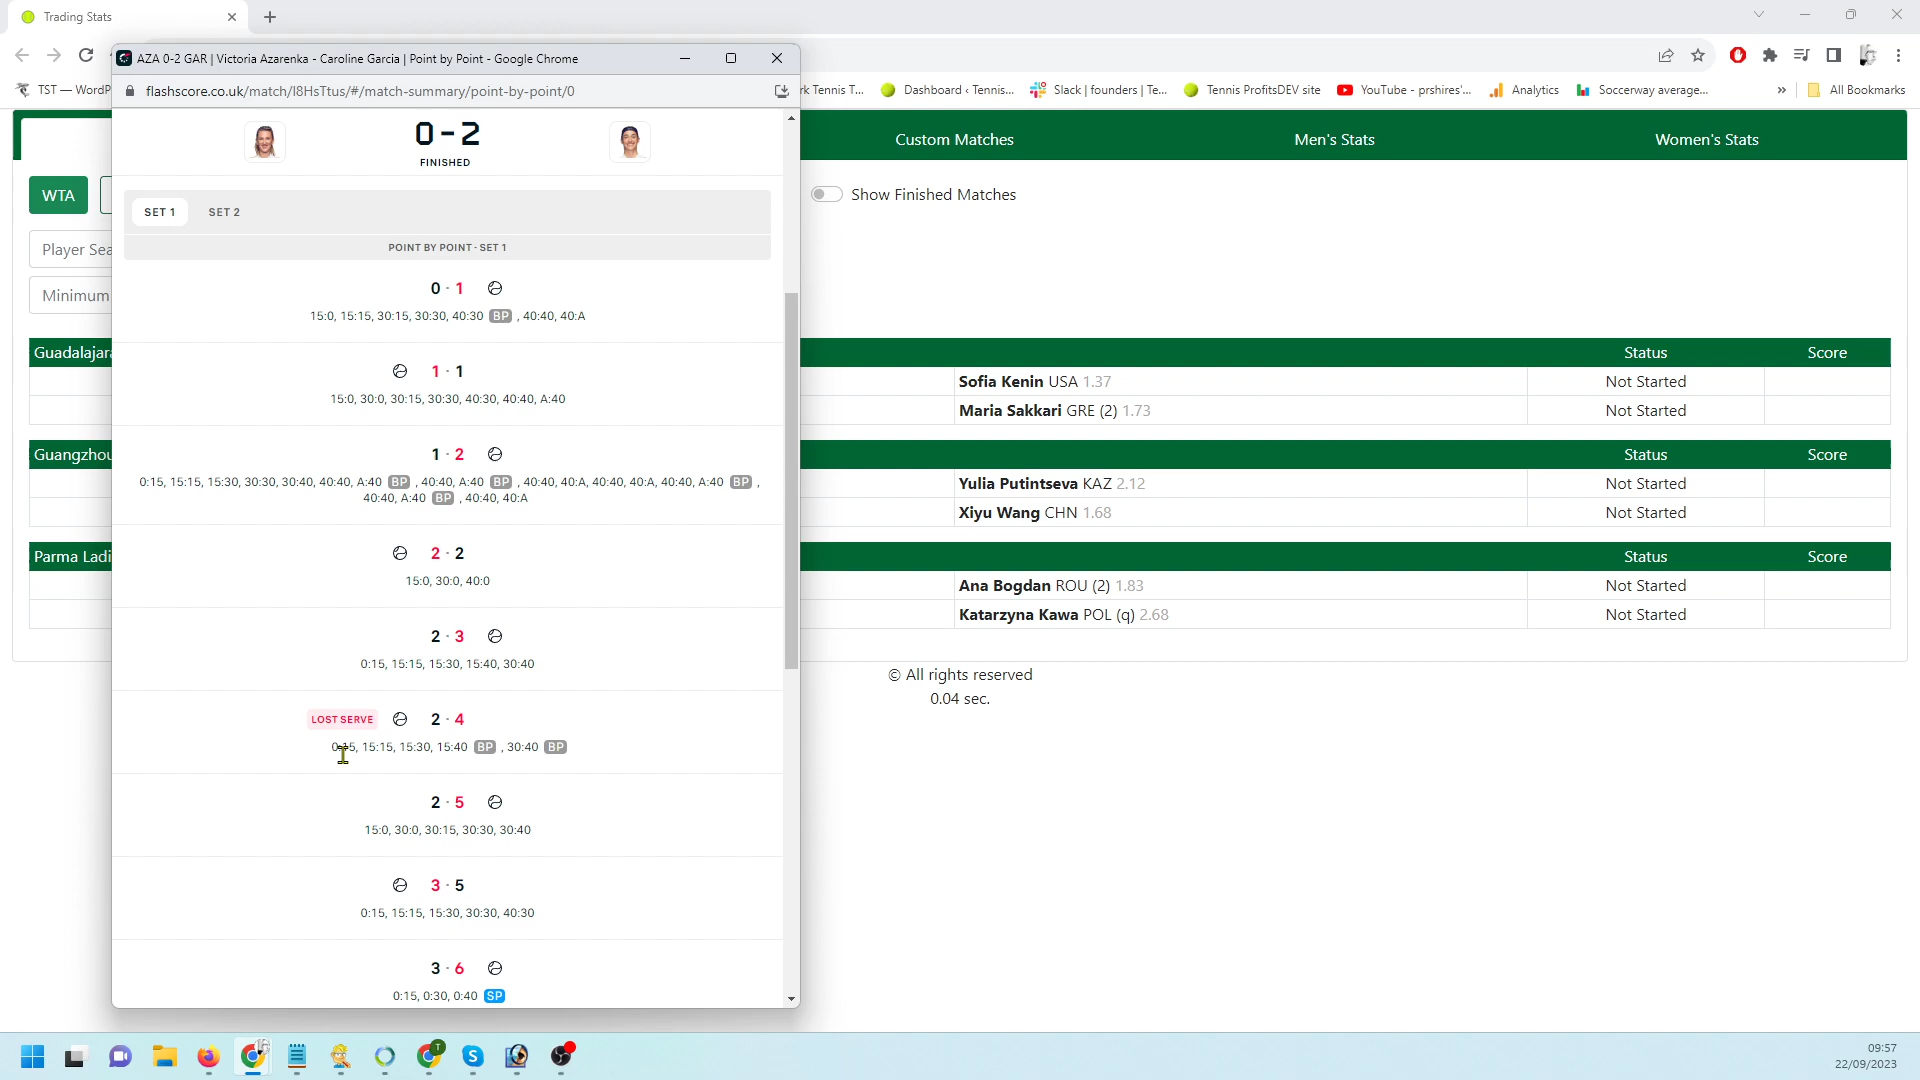 Trading Stats
AZA 0-2 GAR | Victoria Azarenka - Caroline Garcia | Point by Point - Google Chrome
flashscore.co.uk/match/I8HsTtus/#/match-summary/point-by-point/0
TST — WordP
rk Tennis T...
Dashboard ‹ Tennis...
Slack | founders | Te...
Tennis ProfitsDEV site
YouTube - prshires'...
Analytics
Soccerway average...
»
All Bookmarks
Custom Matches
Men's Stats
Women's Stats
WTA
Show Finished Matches
Player Sea
Minimum
0 - 2
FINISHED
SET 1
SET 2
POINT BY POINT - SET 1
0 - 1
15:0, 15:15, 30:15, 30:30, 40:30 BP , 40:40, 40:A
1 - 1
15:0, 30:0, 30:15, 30:30, 40:30, 40:40, A:40
1 - 2
0:15, 15:15, 15:30, 30:30, 30:40, 40:40, A:40 BP , 40:40, A:40 BP , 40:40, 40:A, 40:40, 40:A, 40:40, A:40 BP ,
40:40, A:40 BP , 40:40, 40:A
2 - 2
15:0, 30:0, 40:0
2 - 3
0:15, 15:15, 15:30, 15:40, 30:40
LOST SERVE 2 - 4
0:15, 15:15, 15:30, 15:40 BP , 30:40 BP
2 - 5
15:0, 30:0, 30:15, 30:30, 30:40
3 - 5
0:15, 15:15, 15:30, 30:30, 40:30
3 - 6
0:15, 0:30, 0:40 SP
Guadalajara Status Score
Sofia Kenin USA 1.37 Not Started
Maria Sakkari GRE (2) 1.73 Not Started
Guangzhou Status Score
Yulia Putintseva KAZ 2.12 Not Started
Xiyu Wang CHN 1.68 Not Started
Parma Ladi Status Score
Ana Bogdan ROU (2) 1.83 Not Started
Katarzyna Kawa POL (q) 2.68 Not Started
© All rights reserved
0.04 sec.
T
09:57
22/09/2023